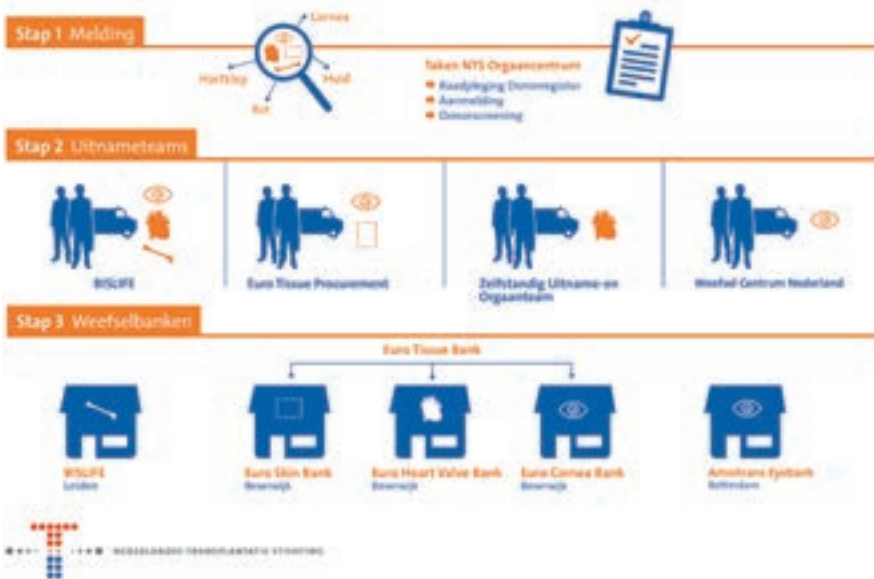 Stap 1 Melding
Cornea
Hartklep
Huid
Bot
Taken NTS Orgaancentrum
Raadpleging Donorregister
Aanmelding
Donorscreening
Stap 2 Uitnameteams
BISLIFE
Euro Tissue Procurement
Zelfstandig Uitname-en
Orgaanteam
Weefsel Centrum Nederland
Stap 3 Weefselbanken
Euro Tissue Bank
BISLIFE
Leiden
Euro Skin Bank
Beverwijk
Euro Heart Valve Bank
Beverwijk
Euro Cornea Bank
Beverwijk
Amnitrans Eyebank
Rotterdam
NEDERLANDSE TRANSPLANTATIE STICHTING